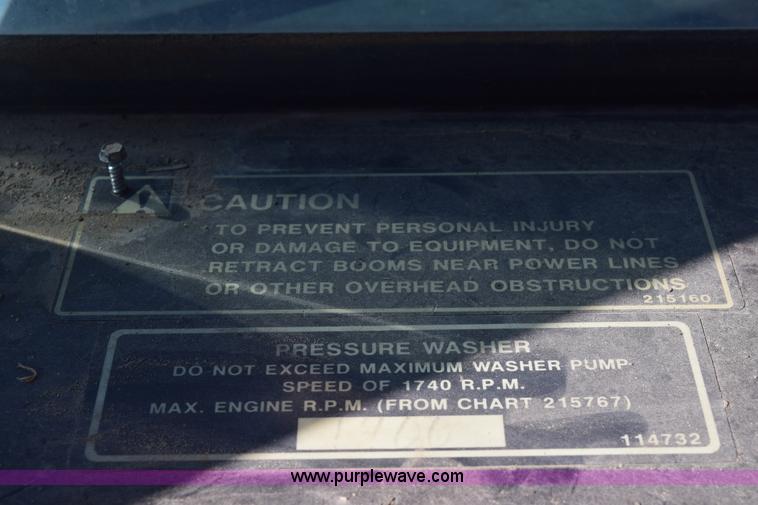 CAUTION
TO PREVENT PERSONAL INJURY
OR DAMAGE TO EQUIPMENT, DO NOT
RETRACT BOOMS NEAR POWER LINES
OR OTHER OVERHEAD OBSTRUCTIONS
215160
PRESSURE WASHER
DO NOT EXCEED MAXIMUM WASHER PUMP
SPEED OF 1740 R.P.M.
MAX. ENGINE R.P.M. (FROM CHART 215767)
114732
www.purplewave.com